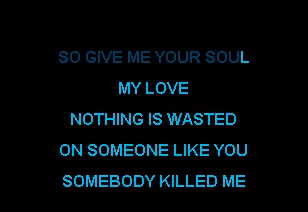 SO GIVE ME YOUR SOUL
MY LOVE
NOTHING IS WASTED
ON SOMEONE LIKE YOU
SOMEBODY KILLED ME